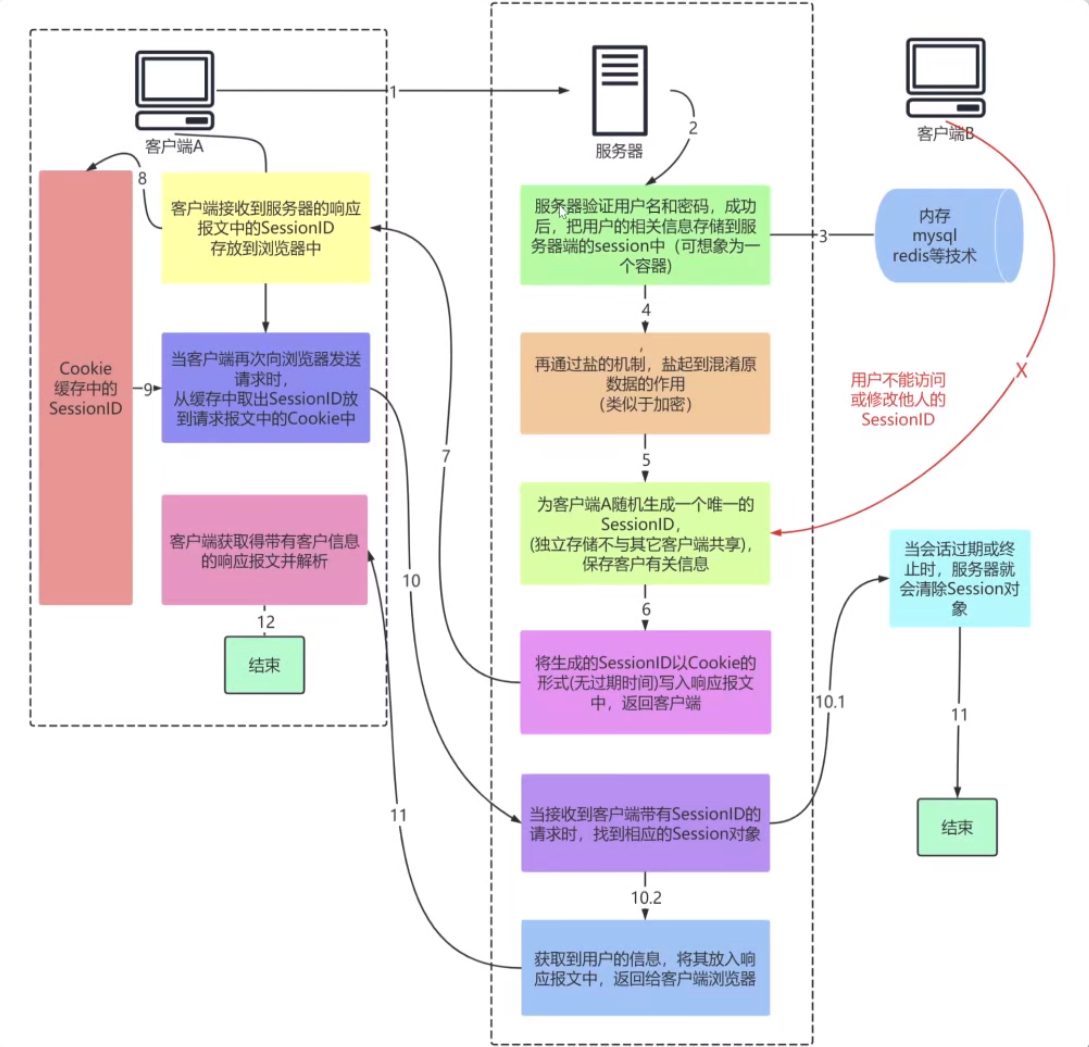 1
客户端A
服务器
2
客户端B
8
客户端接收到服务器的响应
报文中的SessionID
存放到浏览器中
服务器验证用户名和密码，成功
后，把用户的相关信息存储到服
务器端的session中（可想象为一
个容器)
3
内存
mysql
redis等技术
4
Cookie
缓存中的
SessionID
9
当客户端再次向浏览器发送
请求时，
从缓存中取出SessionID放
到请求报文中的Cookie中
，
再通过盐的机制，盐起到混淆原
数据的作用
(类似于加密）
用户不能访问
或修改他人的
SessionID
X
5
7
为客户端A随机生成一个唯一的
SessionID，
(独立存储不与其它客户端共享)，
保存客户有关信息
客户端获取得带有客户信息
的响应报文并解析
10
当会话过期或终
止时，服务器就
会清除Session对
象
6
12
结束
将生成的SessionID以Cookie的
形式(无过期时间)写入响应报文
中，返回客户端
10.1
11
11
当接收到客户端带有SessionID的
请求时，找到相应的Session对象
结束
10.2
获取到用户的信息，将其放入响
应报文中，返回给客户端浏览器